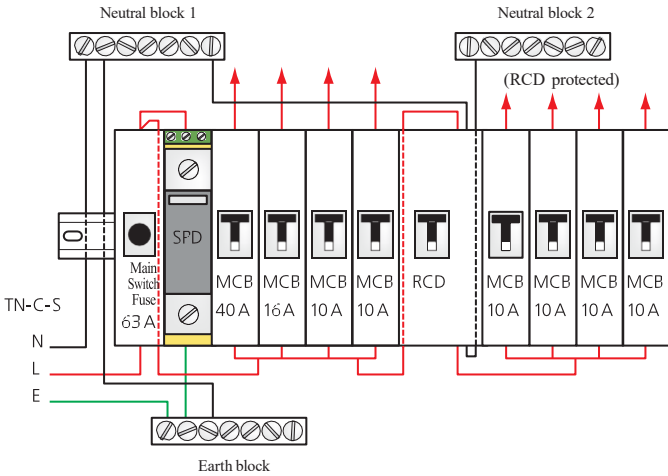 Neutral block 1
Neutral block 2
(RCD protected)
SPD
Main
Switch
Fuse
63 A
MCB
40 A
MCB
16 A
MCB
10 A
MCB
10 A
RCD
MCB
10 A
MCB
10 A
MCB
10 A
MCB
10 A
TN-C-S
N
L
E
Earth block